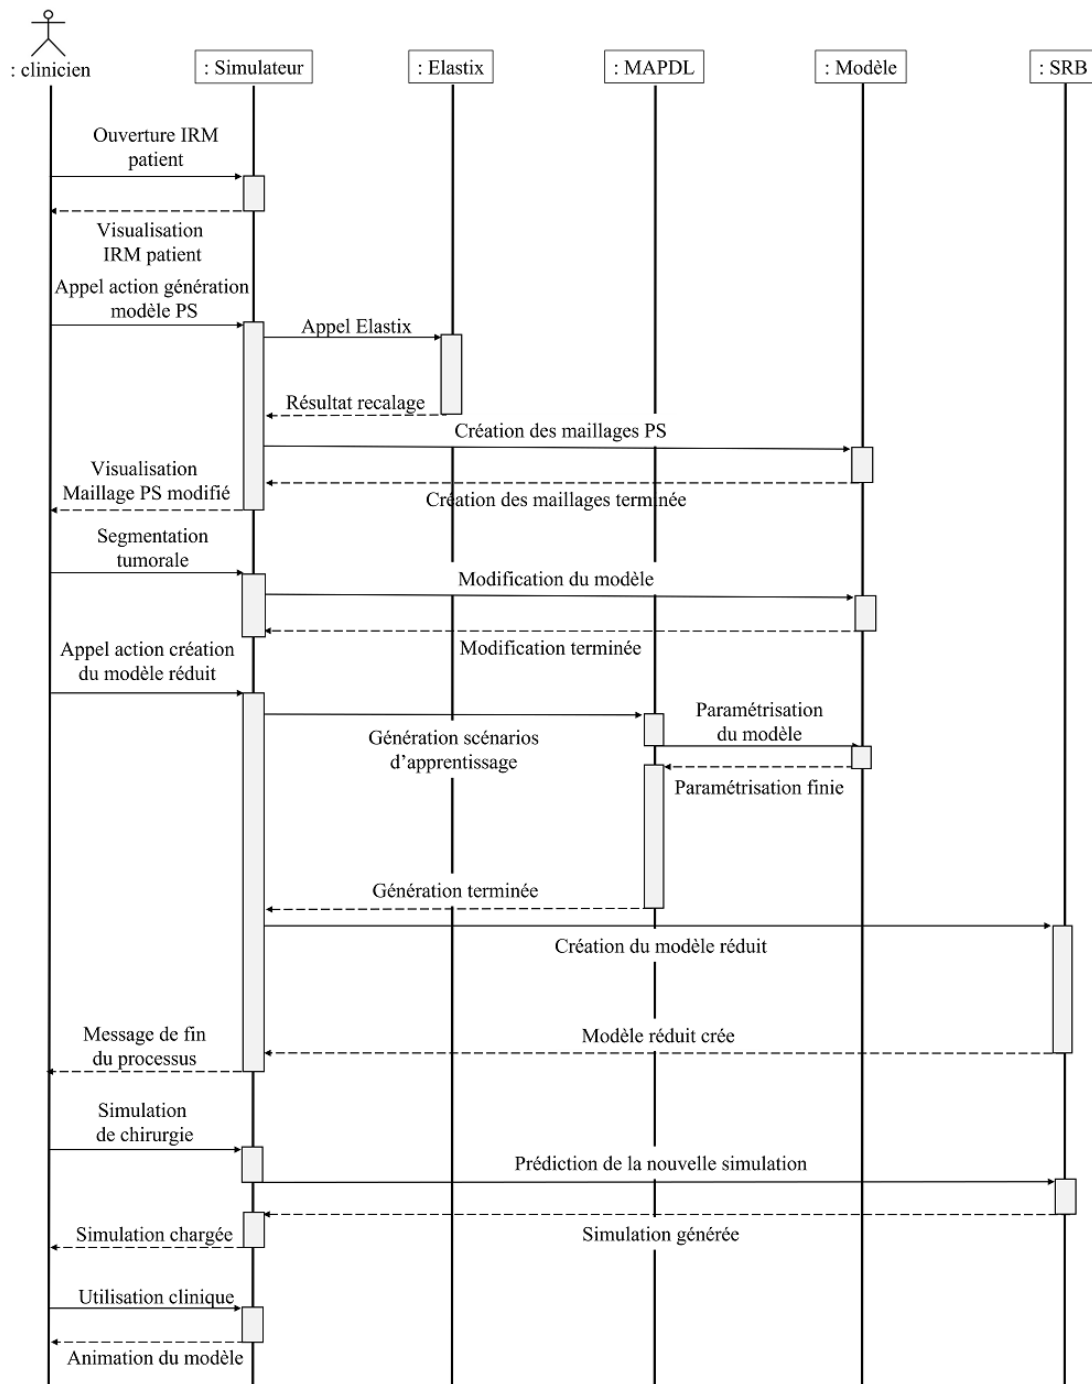 : clinicien
: Simulateur
: Elastix
: MAPDL
: Modèle
: SRB
Ouverture IRM
patient
Visualisation
IRM patient
Appel action génération
modèle PS
Appel Elastix
Résultat recalage
Création des maillages PS
Visualisation
Maillage PS modifié
Création des maillages terminée
Segmentation
tumorale
Modification du modèle
Modification terminée
Appel action création
du modèle réduit
Génération scénarios
d'apprentissage
Paramétrisation
du modèle
Paramétrisation finie
Génération terminée
Création du modèle réduit
Modèle réduit crée
Message de fin
du processus
Simulation
de chirurgie
Prédiction de la nouvelle simulation
Simulation générée
Simulation chargée
Utilisation clinique
Animation du modèle